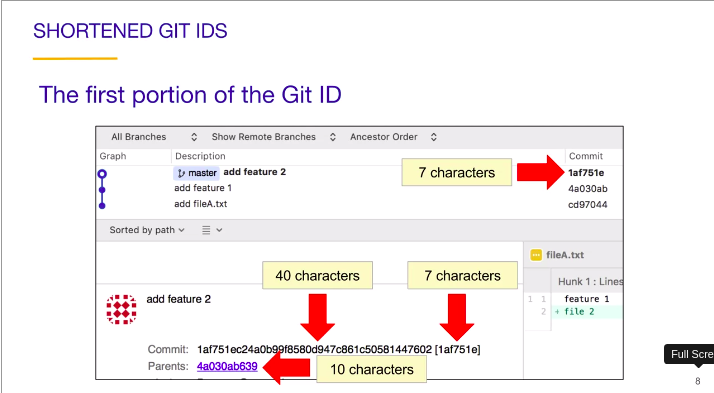 SHORTENED GIT IDS
The first portion of the Git ID
All Branches Show Remote Branches Ancestor Order
Graph Description Commit
master add feature 2 7 characters 1af751e
add feature 1 4a030ab
add fileA.txt cd97044
Sorted by path
fileA.txt
40 characters 7 characters
Hunk 1 : Lines
add feature 2
1 1 feature 1
2 + file 2
Commit: 1af751ec24a0b99f8580d947c861c50581447602 [1af751e]
Parents: 4a030ab639 10 characters
Full Scre
8